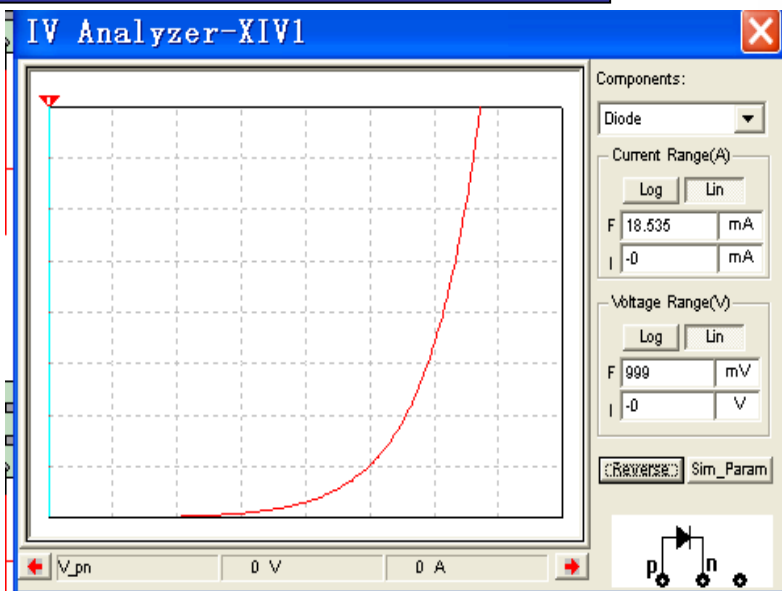 IV Analyzer-XIV1
Components:
Diode
Current Range(A)
Log Lin
F 18.535 mA
I -0 mA
Voltage Range(V)
Log Lin
F 999 mV
I -0 V
Reverse Sim_Param
V_pn 0 V 0 A
p n